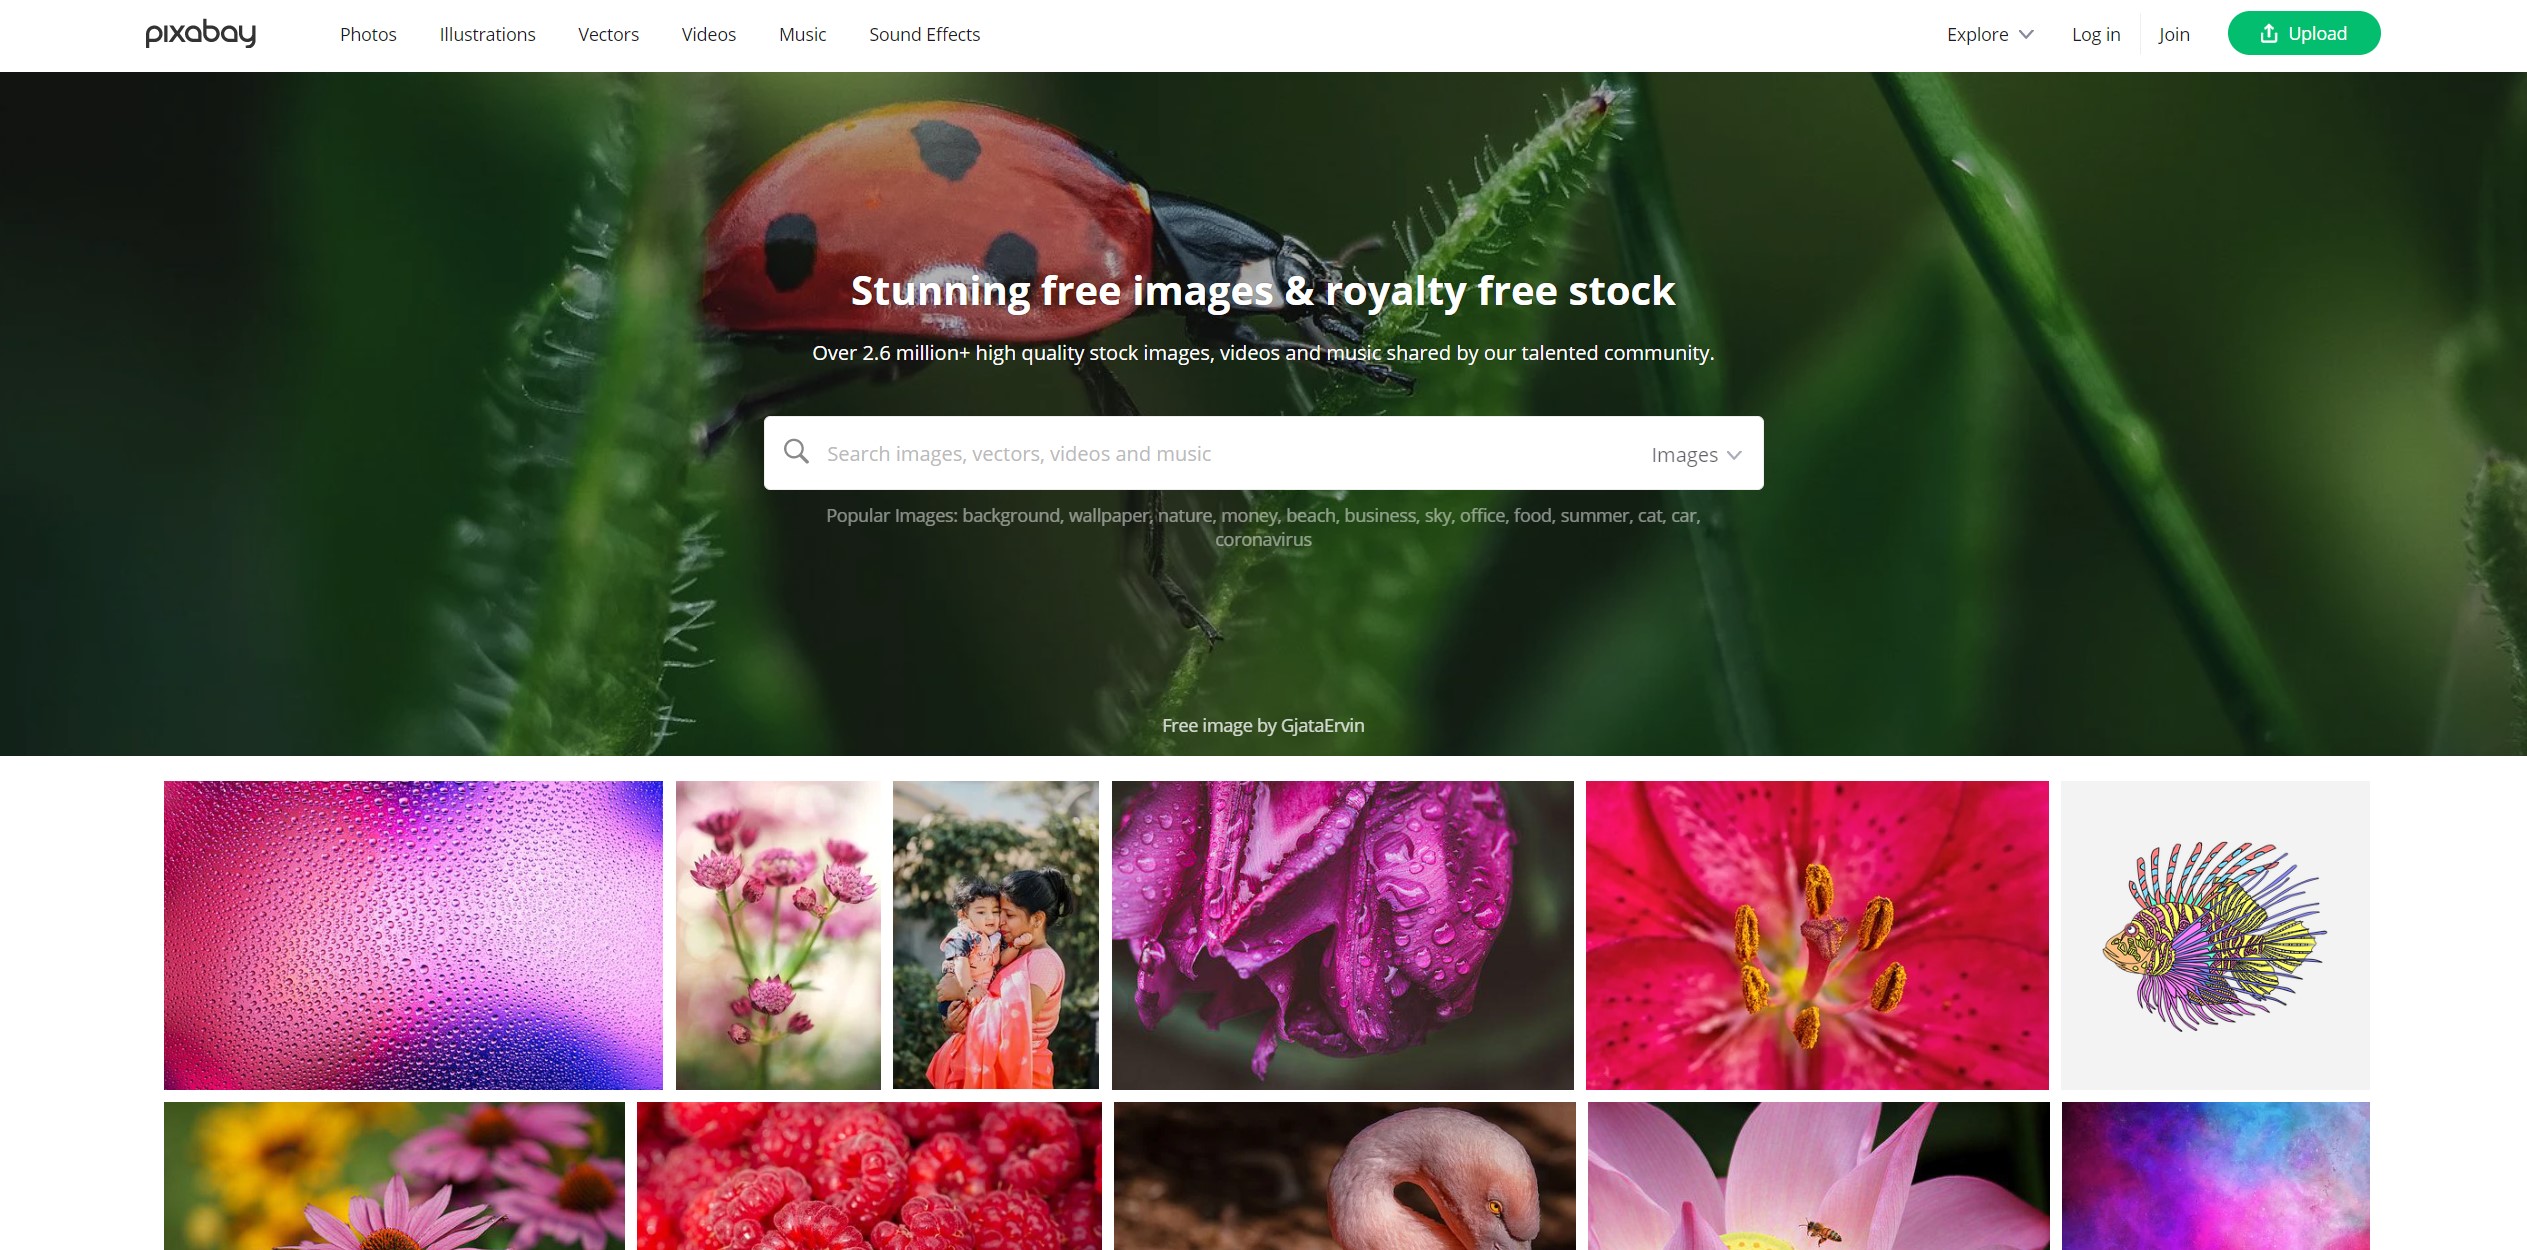 pixabay
Photos
Illustrations
Vectors
Videos
Music
Sound Effects
Explore
Log in
Join
Upload
Stunning free images & royalty free stock
Over 2.6 million+ high quality stock images, videos and music shared by our talented community.
Search images, vectors, videos and music
Images
Popular Images: background, wallpaper, nature, money, beach, business, sky, office, food, summer, cat, car,
coronavirus
Free image by GjataErvin